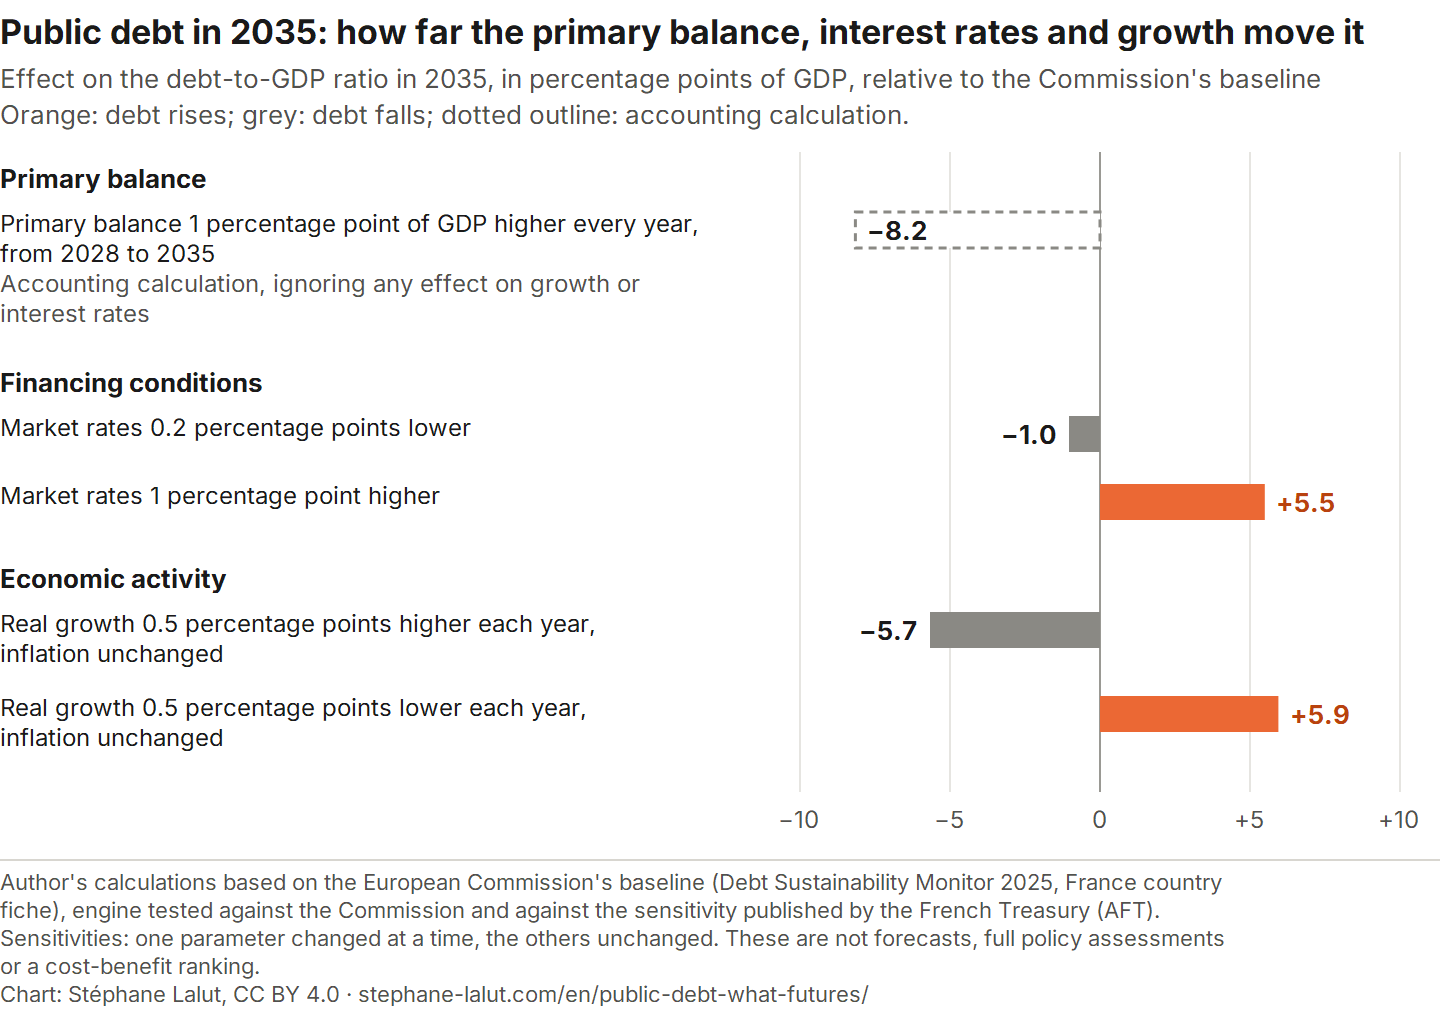 Public debt in 2035: how far the primary balance, interest rates and growth move it
Effect on the debt-to-GDP ratio in 2035, in percentage points of GDP, relative to the Commission's baseline
Orange: debt rises; grey: debt falls; dotted outline: accounting calculation.
Primary balance
Primary balance 1 percentage point of GDP higher every year,
from 2028 to 2035
Accounting calculation, ignoring any effect on growth or
interest rates
−8.2
Financing conditions
Market rates 0.2 percentage points lower
−1.0
Market rates 1 percentage point higher
+5.5
Economic activity
Real growth 0.5 percentage points higher each year,
inflation unchanged
−5.7
Real growth 0.5 percentage points lower each year,
inflation unchanged
+5.9
−10 −5 0 +5 +10
Author's calculations based on the European Commission's baseline (Debt Sustainability Monitor 2025, France country
fiche), engine tested against the Commission and against the sensitivity published by the French Treasury (AFT).
Sensitivities: one parameter changed at a time, the others unchanged. These are not forecasts, full policy assessments
or a cost-benefit ranking.
Chart: Stéphane Lalut, CC BY 4.0 · stephane-lalut.com/en/public-debt-what-futures/